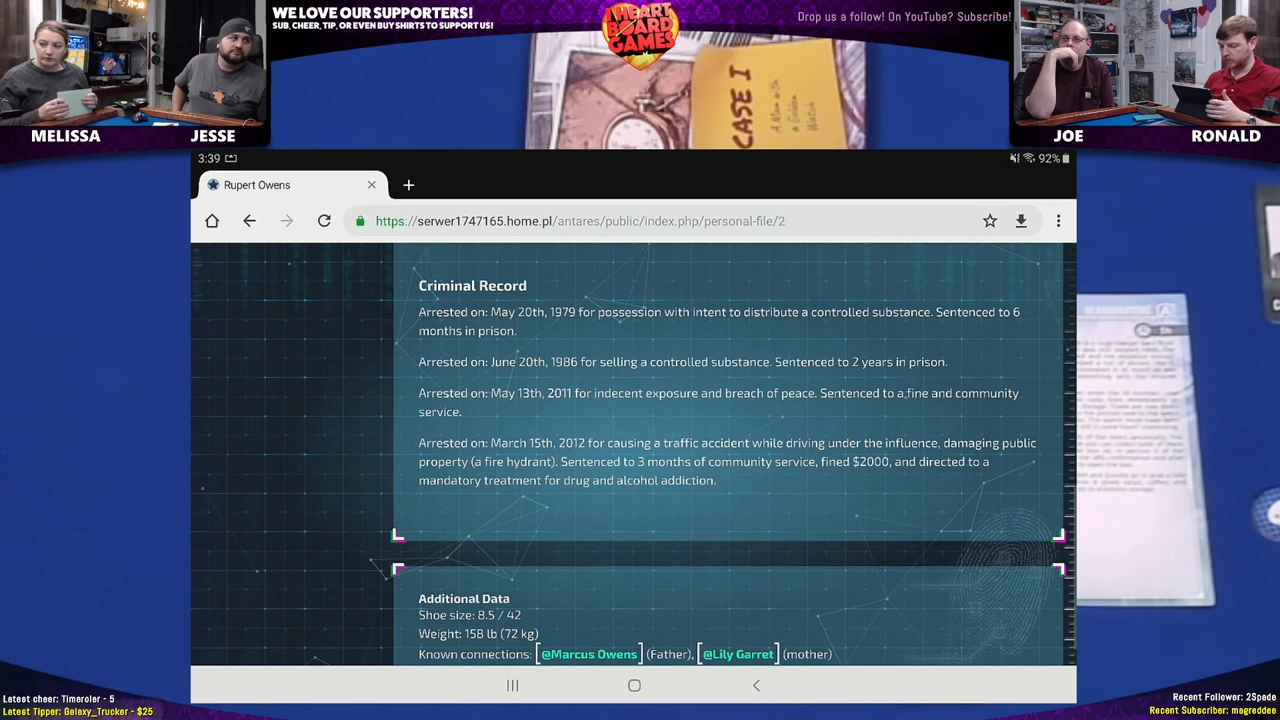 WE LOVE OUR SUPPORTERS!
SUB, CHEER, TIP, OR EVEN BUY SHIRTS TO SUPPORT US!
I HEART
BOARD
GAMES
Drop us a follow! On YouTube? Subscribe!
MELISSA
JESSE
JOE
RONALD
CASE I
A Man with
a Golden
Watch
3:39
92%
Rupert Owens
https://serwer1747165.home.pl/antares/public/index.php/personal-file/2
Criminal Record
Arrested on: May 20th, 1979 for possession with intent to distribute a controlled substance. Sentenced to 6
months in prison.
Arrested on: June 20th, 1986 for selling a controlled substance. Sentenced to 2 years in prison.
Arrested on: May 13th, 2011 for indecent exposure and breach of peace. Sentenced to a fine and community
service.
Arrested on: March 15th, 2012 for causing a traffic accident while driving under the influence, damaging public
property (a fire hydrant). Sentenced to 3 months of community service, fined $2000, and directed to a
mandatory treatment for drug and alcohol addiction.
Additional Data
Shoe size: 8.5 / 42
Weight: 158 lb (72 kg)
Known connections: [@Marcus Owens] (Father), [@Lily Garret] (mother)
Latest cheer: Timeroler - 5
Latest Tipper: Galaxy_Trucker - $25
Recent Follower: 2Spade
Recent Subscriber: magreddee